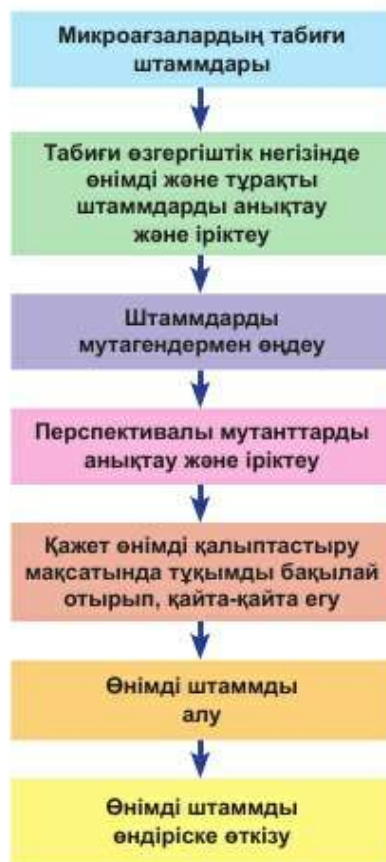 Микроағзалардың табиғи
штаммдары
Табиғи өзгергіштік негізінде
өнімді және тұрақты
штаммдарды анықтау
және іріктеу
Штаммдарды
мутагендермен өңдеу
Перспективалы мутанттарды
анықтау және іріктеу
Қажет өнімді қалыптастыру
мақсатында тұқымды бақылай
отырып, қайта-қайта егу
Өнімді штаммды
алу
Өнімді штаммды
өндіріске өткізу